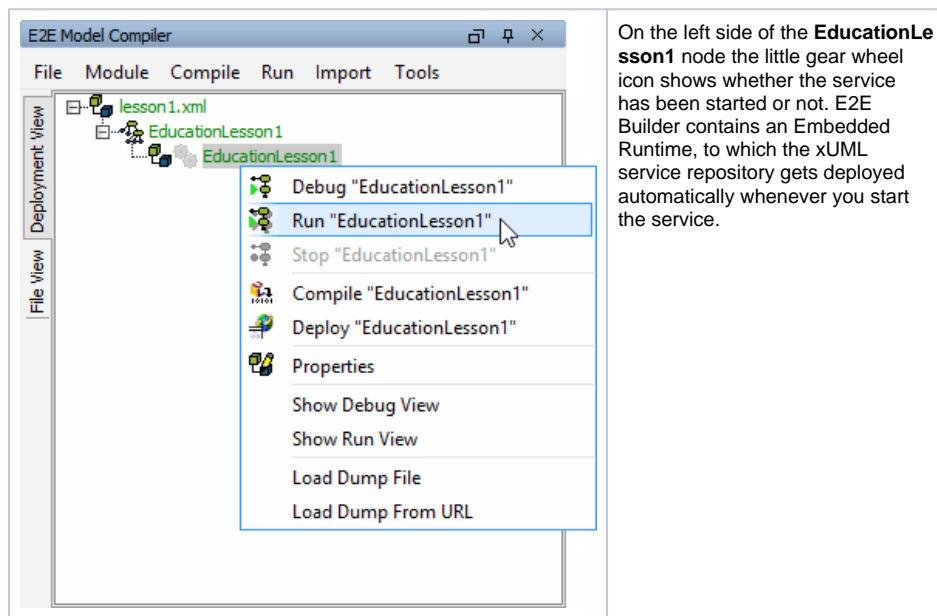 E2E Model Compiler
File Module Compile Run Import Tools
Deployment View
File View
lesson1.xml
EducationLesson1
EducationLesson1
Debug "EducationLesson1"
Run "EducationLesson1"
Stop "EducationLesson1"
Compile "EducationLesson1"
Deploy "EducationLesson1"
Properties
Show Debug View
Show Run View
Load Dump File
Load Dump From URL
On the left side of the EducationLe
sson1 node the little gear wheel
icon shows whether the service
has been started or not. E2E
Builder contains an Embedded
Runtime, to which the xUML
service repository gets deployed
automatically whenever you start
the service.